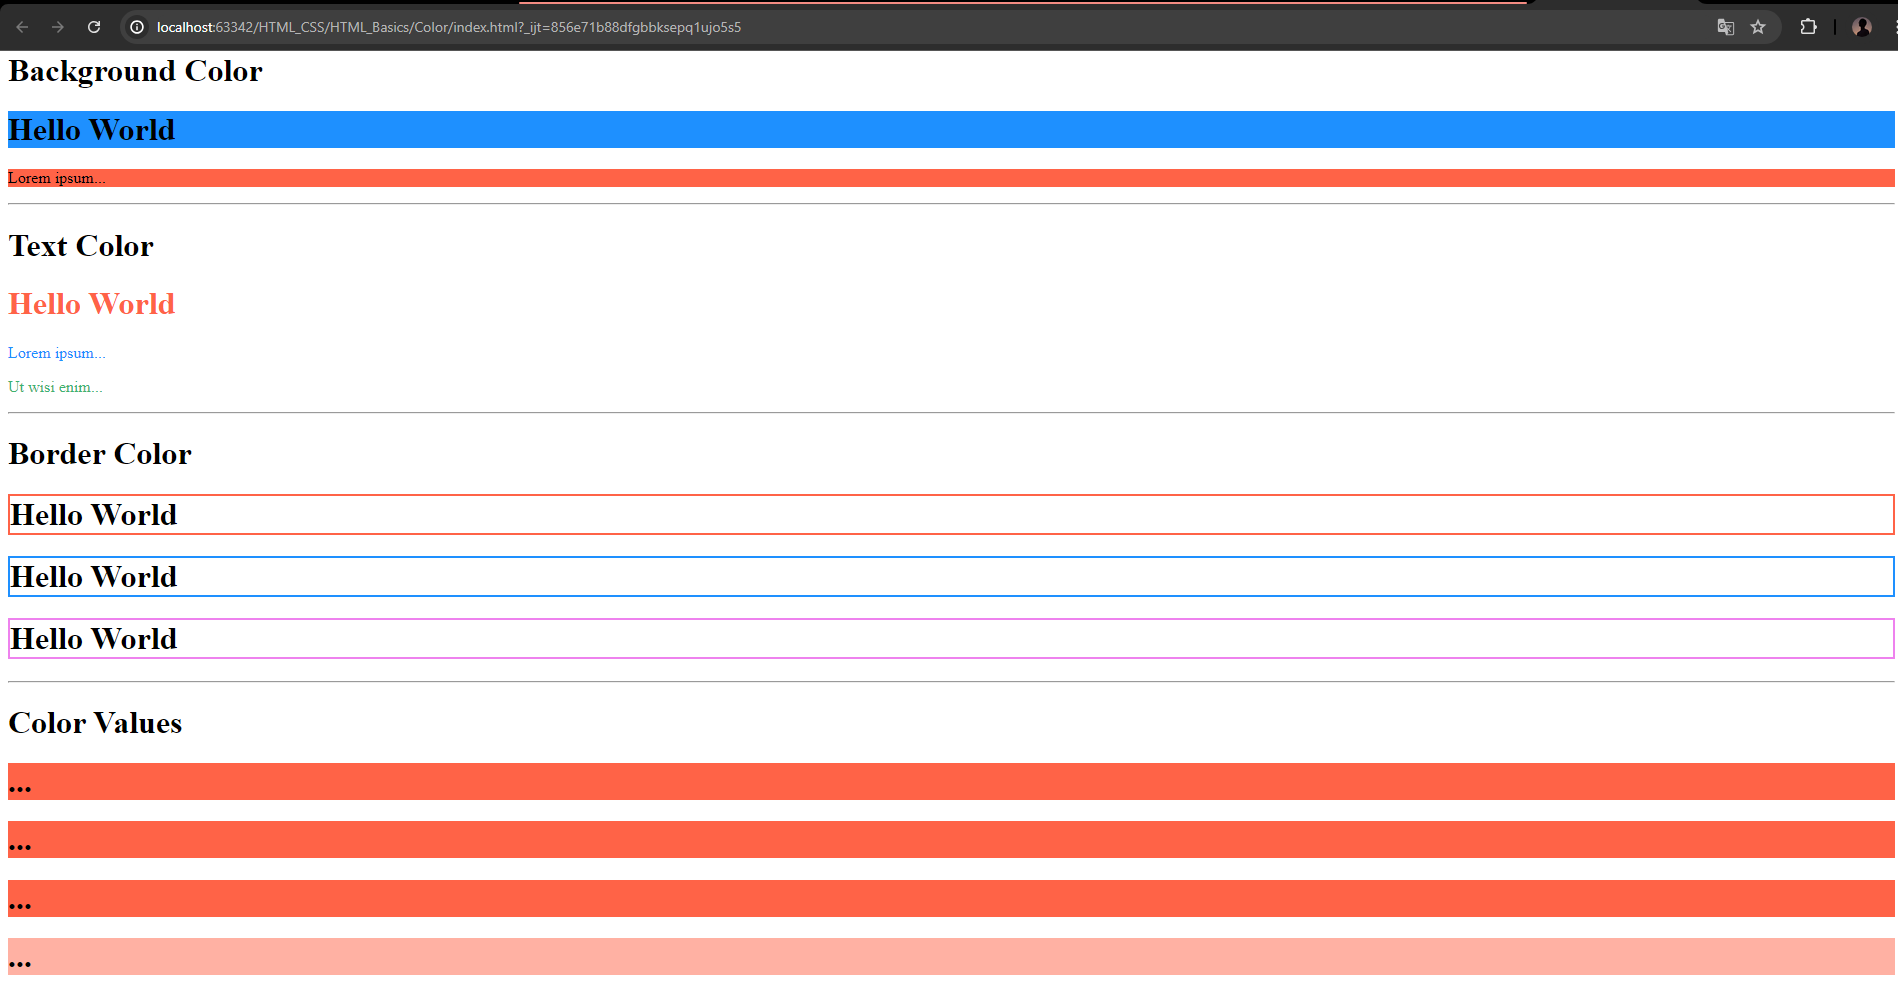 localhost:63342/HTML_CSS/HTML_Basics/Color/index.html?_ijt=856e71b88dfgbbksepq1ujo5s5
Background Color
Hello World
Lorem ipsum...
Text Color
Hello World
Lorem ipsum...
Ut wisi enim...
Border Color
Hello World
Hello World
Hello World
Color Values
...
...
...
...